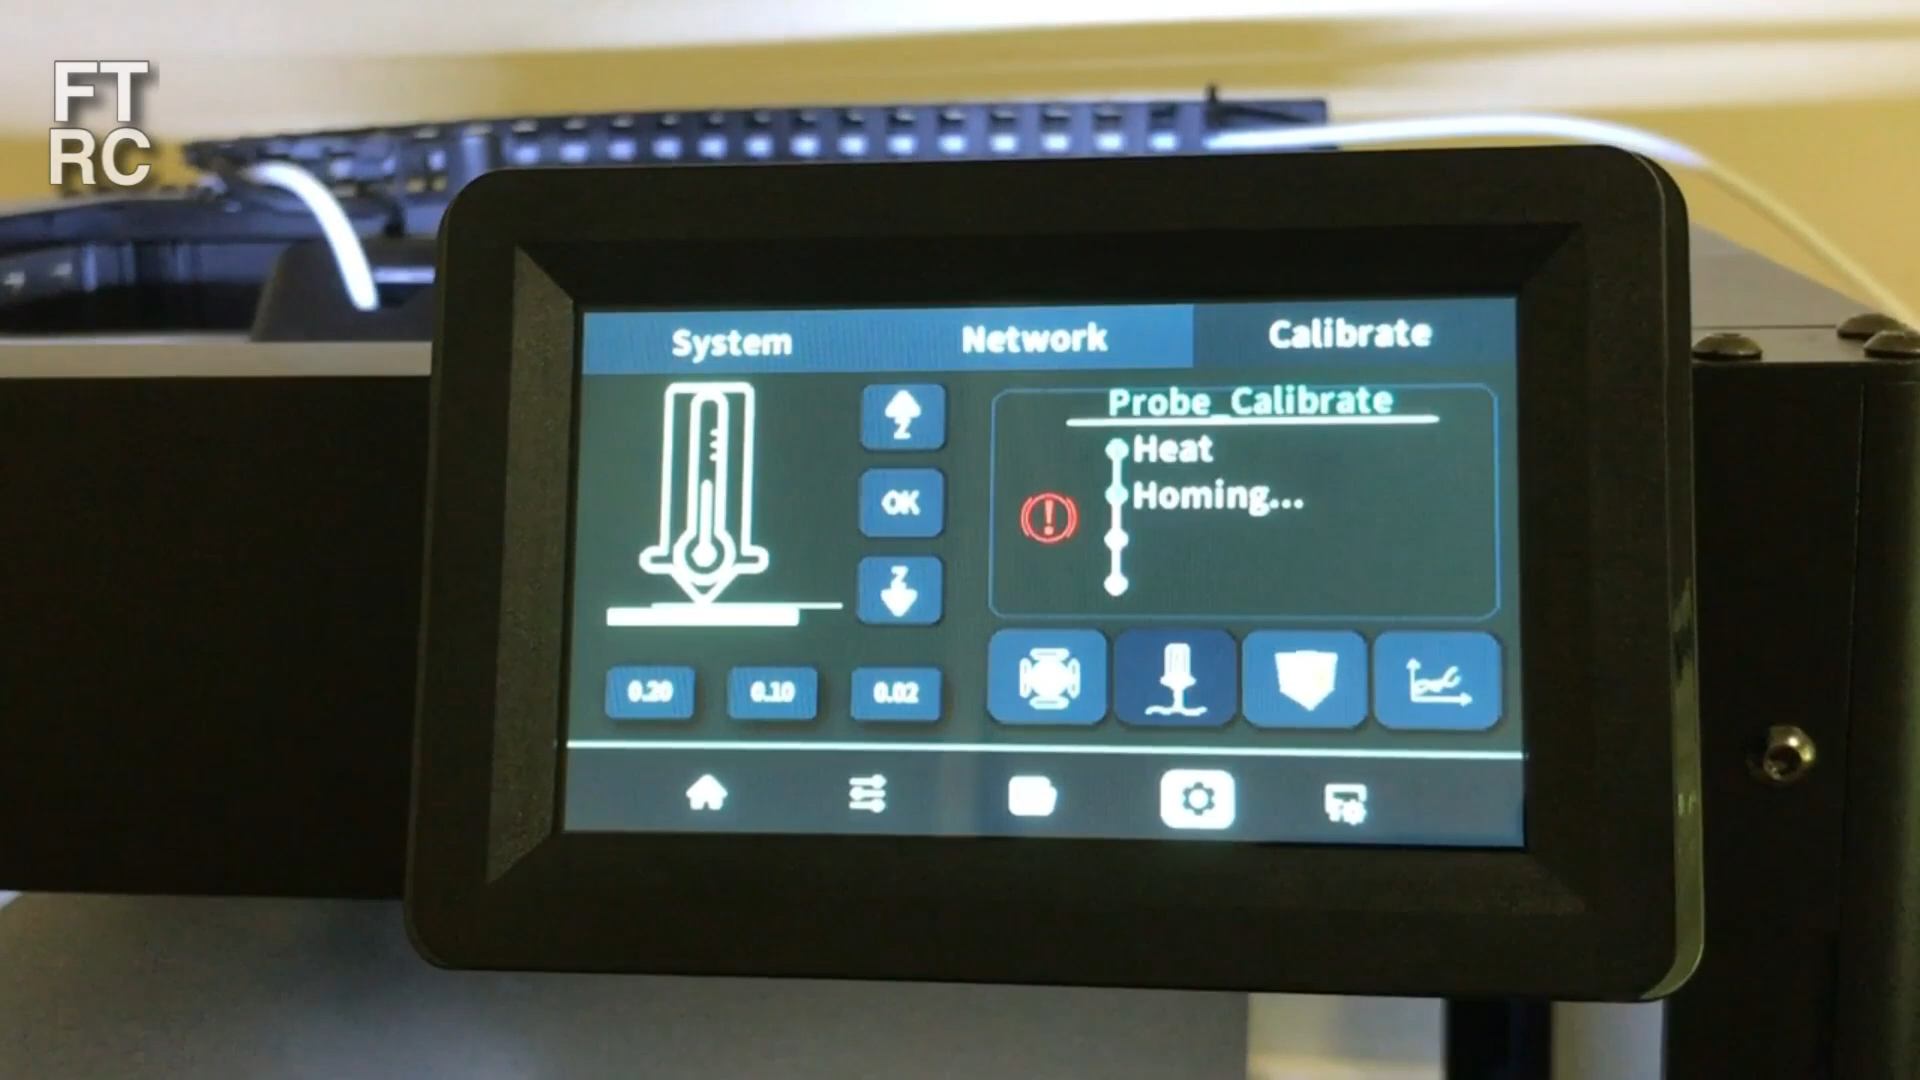 FT
RC
System Network Calibrate
Probe_Calibrate
Heat
Homing...
Z
OK
Z
0.20 0.10 0.02